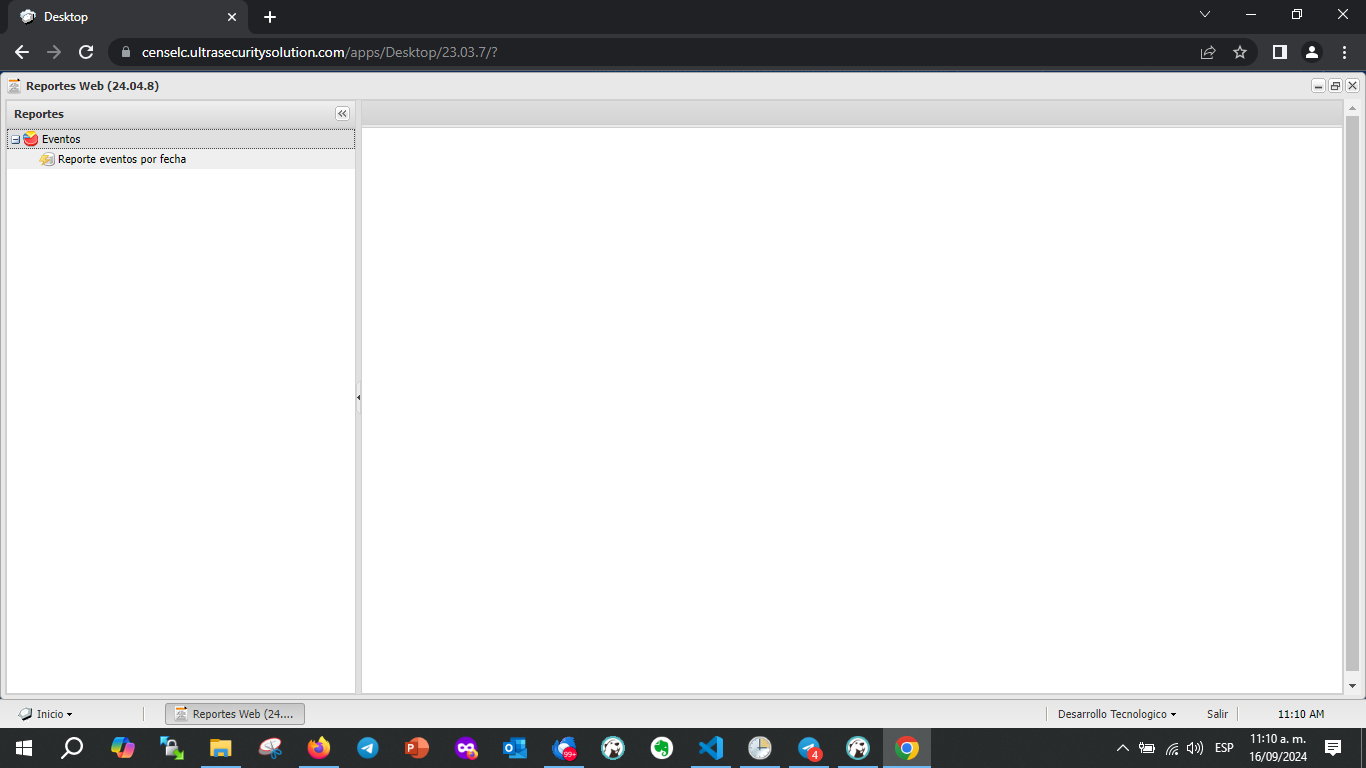 Desktop
censelc.ultrasecuritysolution.com/apps/Desktop/23.03.7/?
Reportes Web (24.04.8)
Reportes
Eventos
Reporte eventos por fecha
Inicio
Reportes Web (24....
Desarrollo Tecnologico
Salir
11:10 AM
99+
4
ESP
11:10 a. m.
16/09/2024